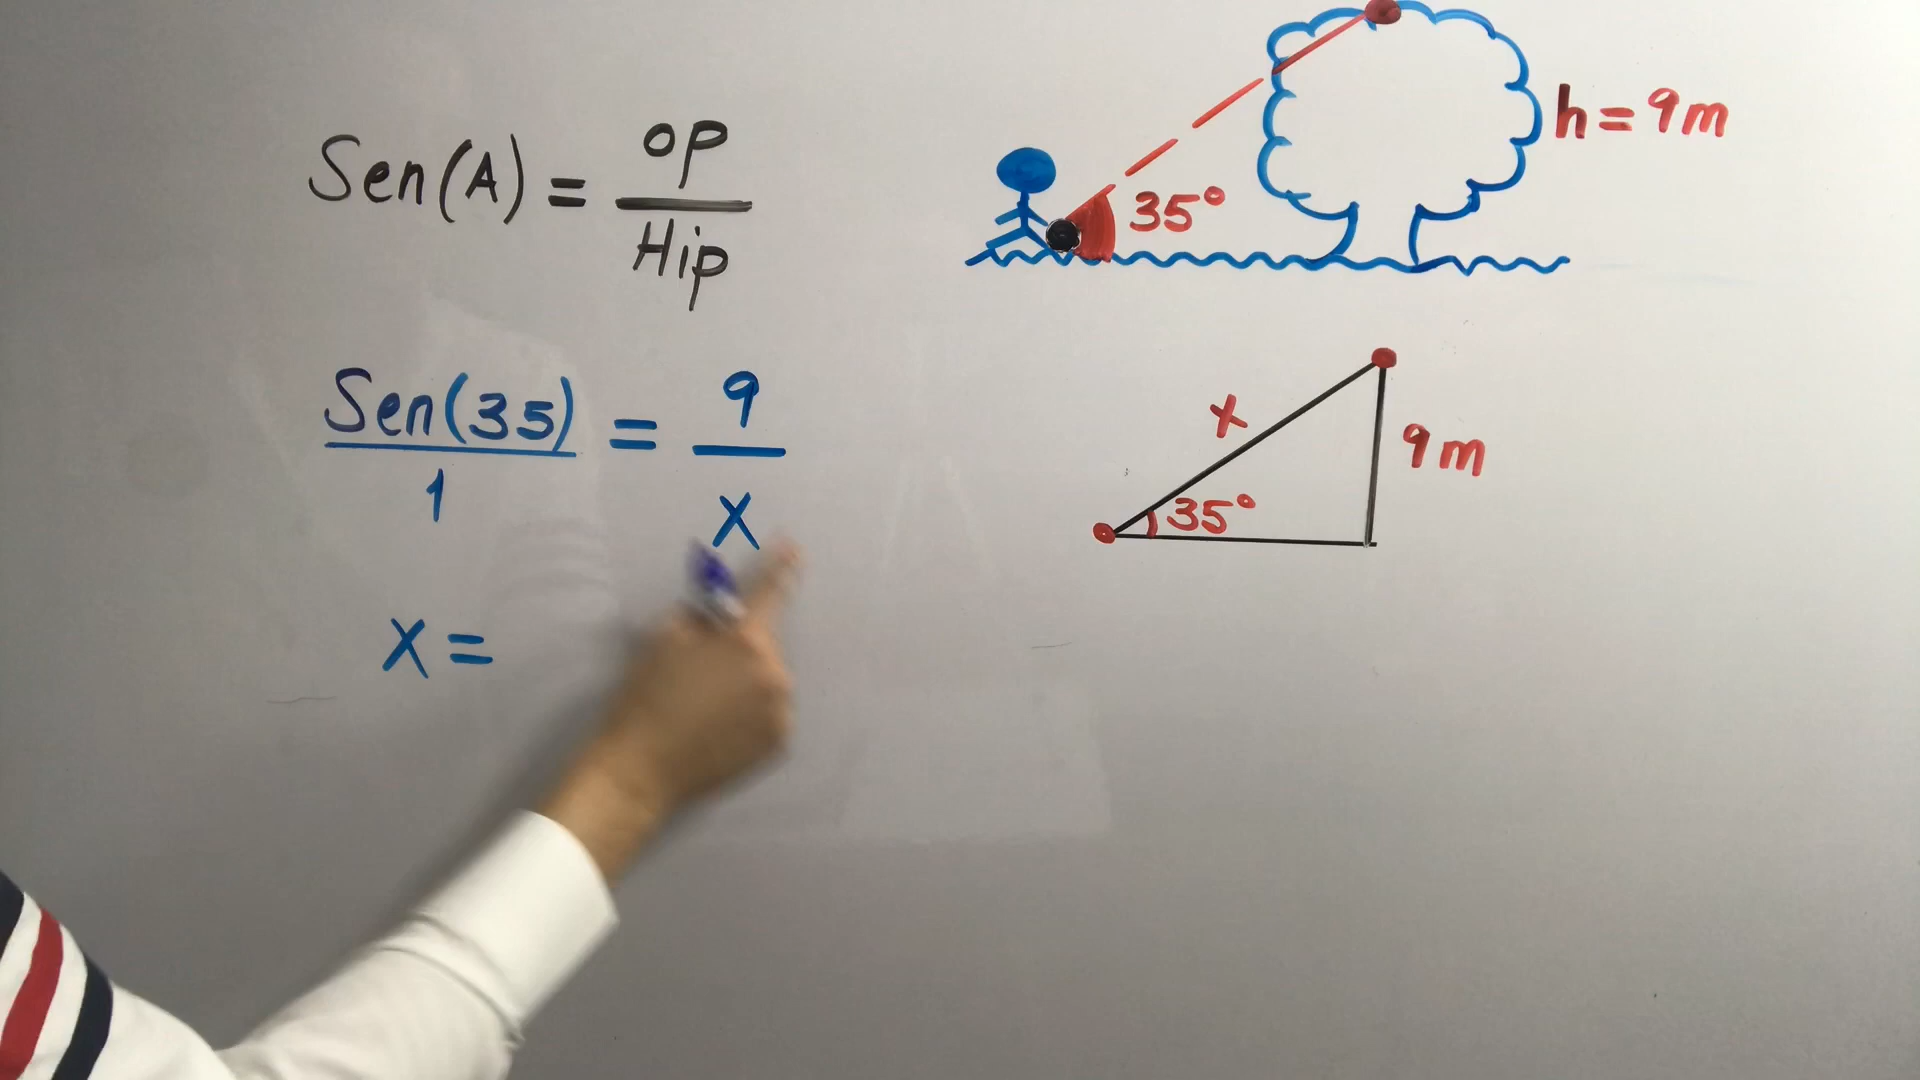 Sen(A) = op / Hip
Sen(35) / 1 = 9 / x
x =
h = 9m
35°
x
9m
35°